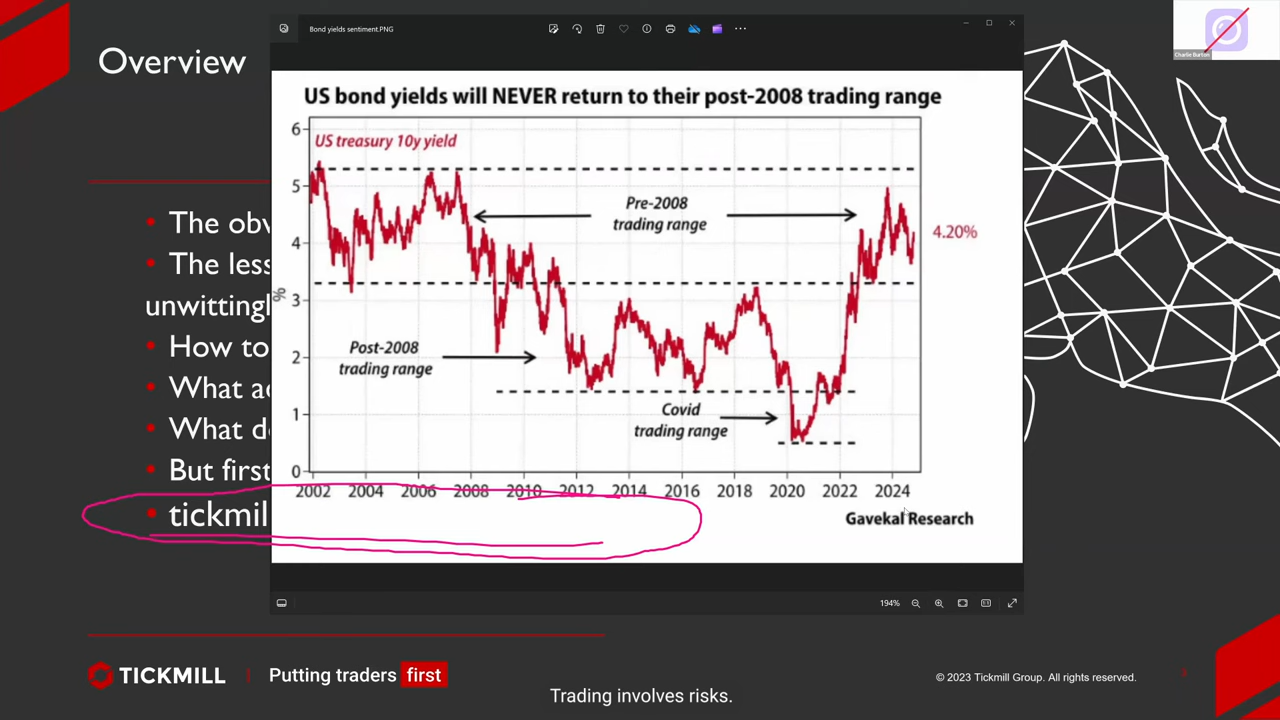 Overview
Bond yields sentiment.PNG
Charlie Burton
US bond yields will NEVER return to their post-2008 trading range
US treasury 10y yield
6
5
4
3
2
1
0
%
Pre-2008
trading range
4.20%
Post-2008
trading range
Covid
trading range
2002 2004 2006 2008 2010 2012 2014 2016 2018 2020 2022 2024
Gavekal Research
• The
• The
• How to
• What
• What
• But first
194%
TICKMILL
Putting traders first
© 2023 Tickmill Group. All rights reserved.
Trading involves risks.